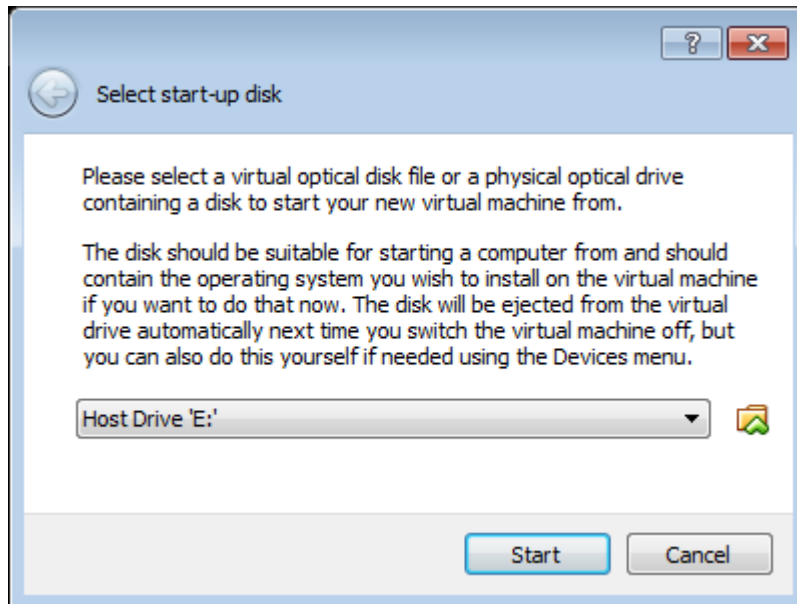 ?
Select start-up disk
Please select a virtual optical disk file or a physical optical drive
containing a disk to start your new virtual machine from.
The disk should be suitable for starting a computer from and should
contain the operating system you wish to install on the virtual machine
if you want to do that now. The disk will be ejected from the virtual
drive automatically next time you switch the virtual machine off, but
you can also do this yourself if needed using the Devices menu.
Host Drive 'E:'
Start Cancel